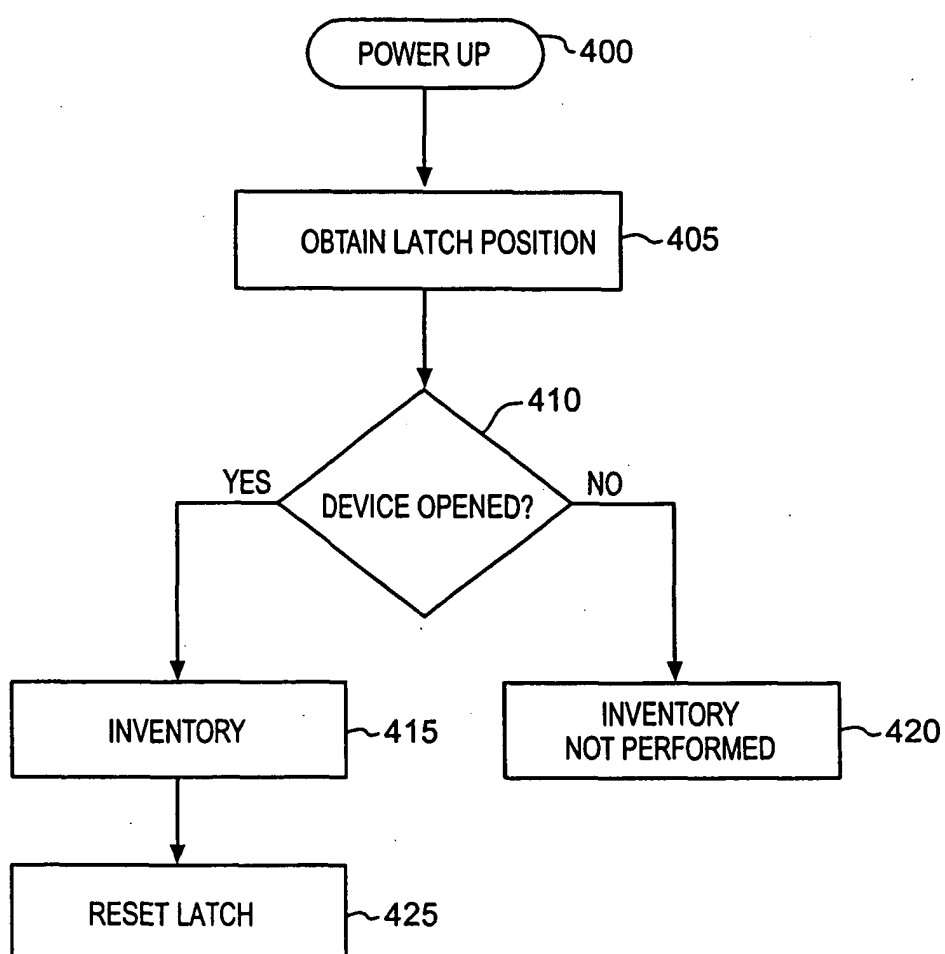 POWER UP
400
OBTAIN LATCH POSITION
405
410
YES
DEVICE OPENED?
NO
INVENTORY
415
INVENTORY
NOT PERFORMED
420
RESET LATCH
425